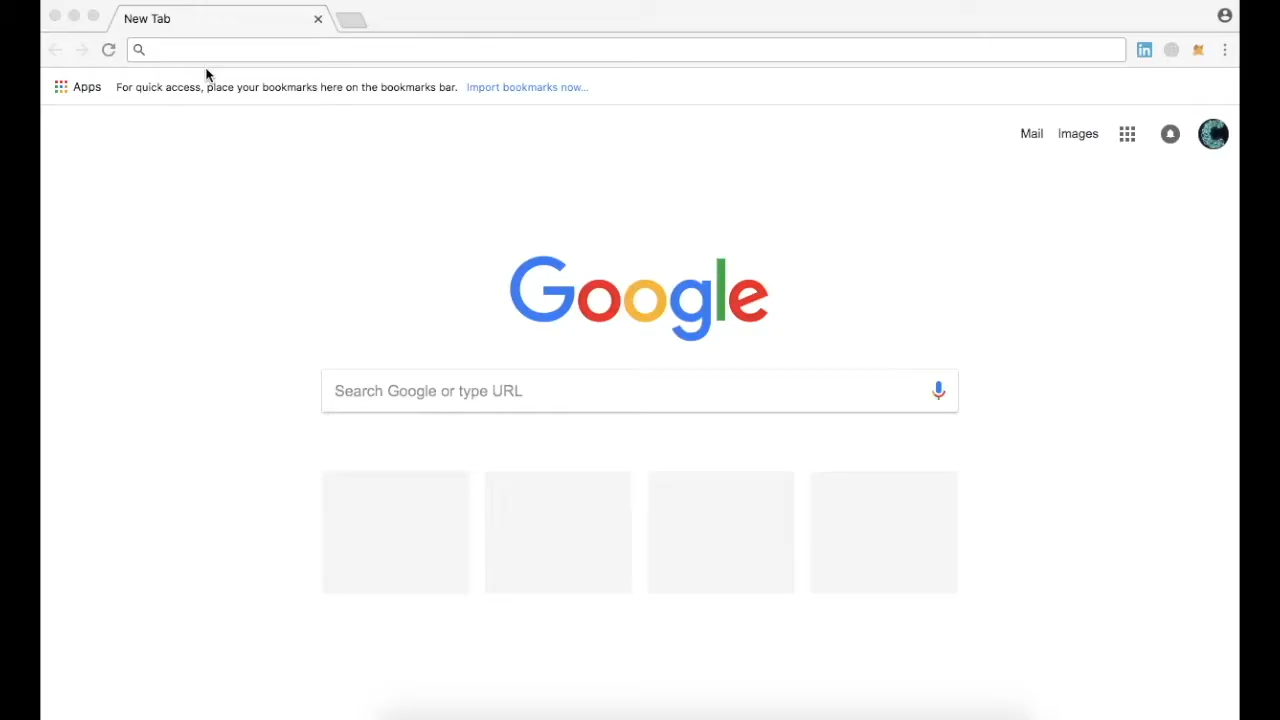 New Tab
Apps For quick access, place your bookmarks here on the bookmarks bar. Import bookmarks now...
Mail Images
Google
Search Google or type URL